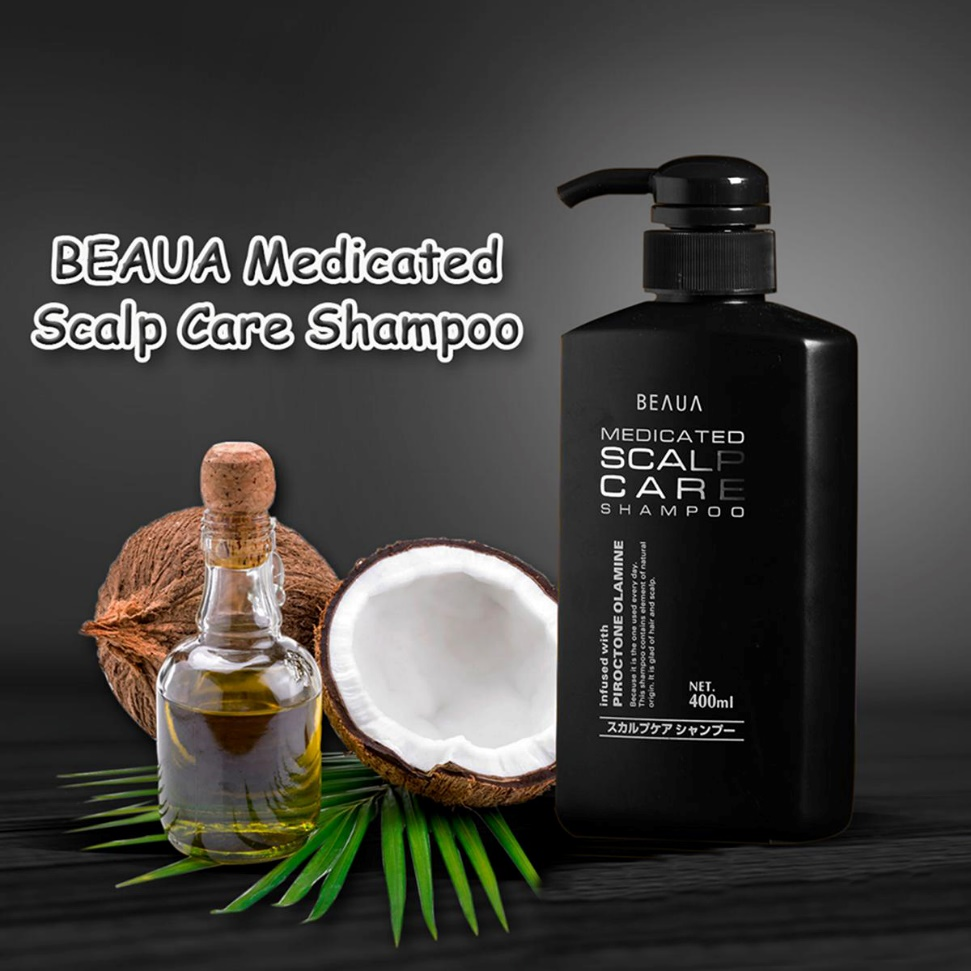 BEAUA Medicated
Scalp Care Shampoo
BEAUA
MEDICATED
SCALP
CARE
SHAMPOO
infused with
PIROCTONE OLAMINE
Because it is the one used every day.
This shampoo contains element of natural
origin. It is glad of hair and scalp.
NET.
400ml
スカルプケア シャンプー